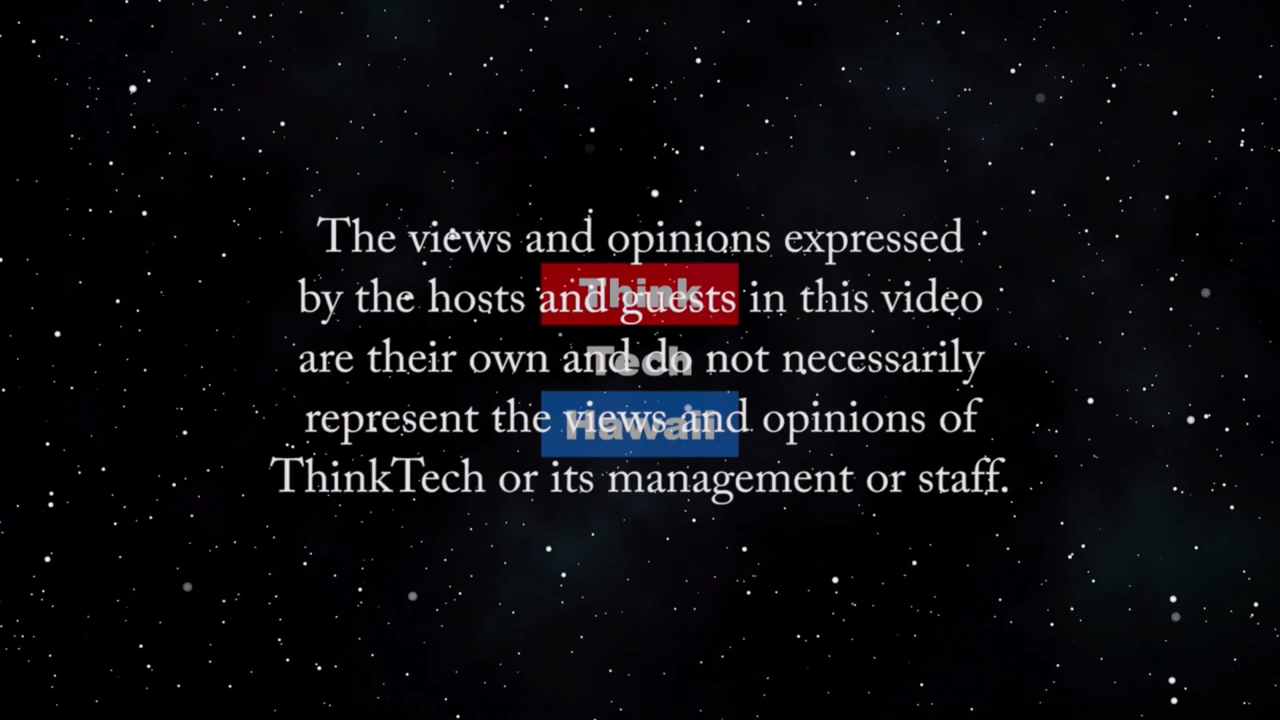 The views and opinions expressed
by the hosts and guests in this video
are their own and do not necessarily
represent the views and opinions of
ThinkTech or its management or staff.
Think
Tech
Hawaii